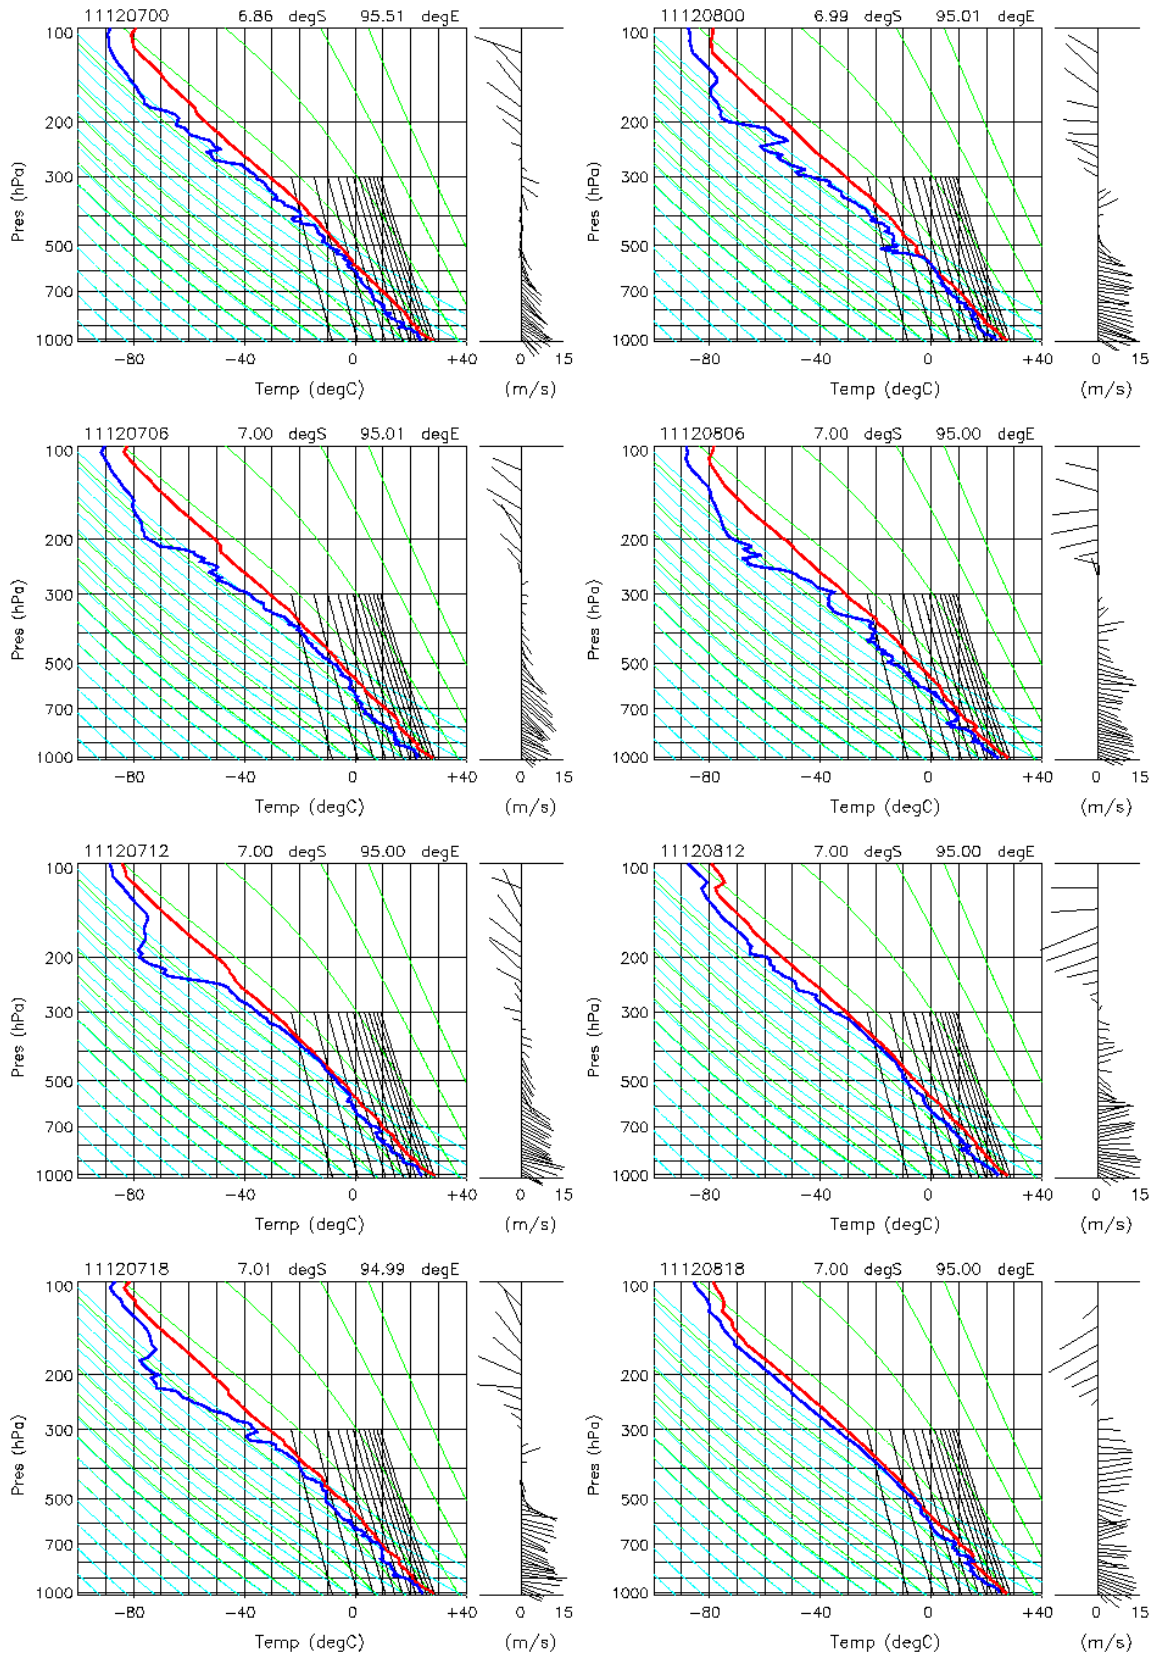 11120700 6.86 degS 95.51 degE
100
200
300
500
700
1000
Pres (hPa)
-80 -40 0 +40 0 15
Temp (degC) (m/s)
11120800 6.99 degS 95.01 degE
100
200
300
500
700
1000
Pres (hPa)
-80 -40 0 +40 0 15
Temp (degC) (m/s)
11120706 7.00 degS 95.01 degE
100
200
300
500
700
1000
Pres (hPa)
-80 -40 0 +40 0 15
Temp (degC) (m/s)
11120806 7.00 degS 95.00 degE
100
200
300
500
700
1000
Pres (hPa)
-80 -40 0 +40 0 15
Temp (degC) (m/s)
11120712 7.00 degS 95.00 degE
100
200
300
500
700
1000
Pres (hPa)
-80 -40 0 +40 0 15
Temp (degC) (m/s)
11120812 7.00 degS 95.00 degE
100
200
300
500
700
1000
Pres (hPa)
-80 -40 0 +40 0 15
Temp (degC) (m/s)
11120718 7.01 degS 94.99 degE
100
200
300
500
700
1000
Pres (hPa)
-80 -40 0 +40 0 15
Temp (degC) (m/s)
11120818 7.00 degS 95.00 degE
100
200
300
500
700
1000
Pres (hPa)
-80 -40 0 +40 0 15
Temp (degC) (m/s)